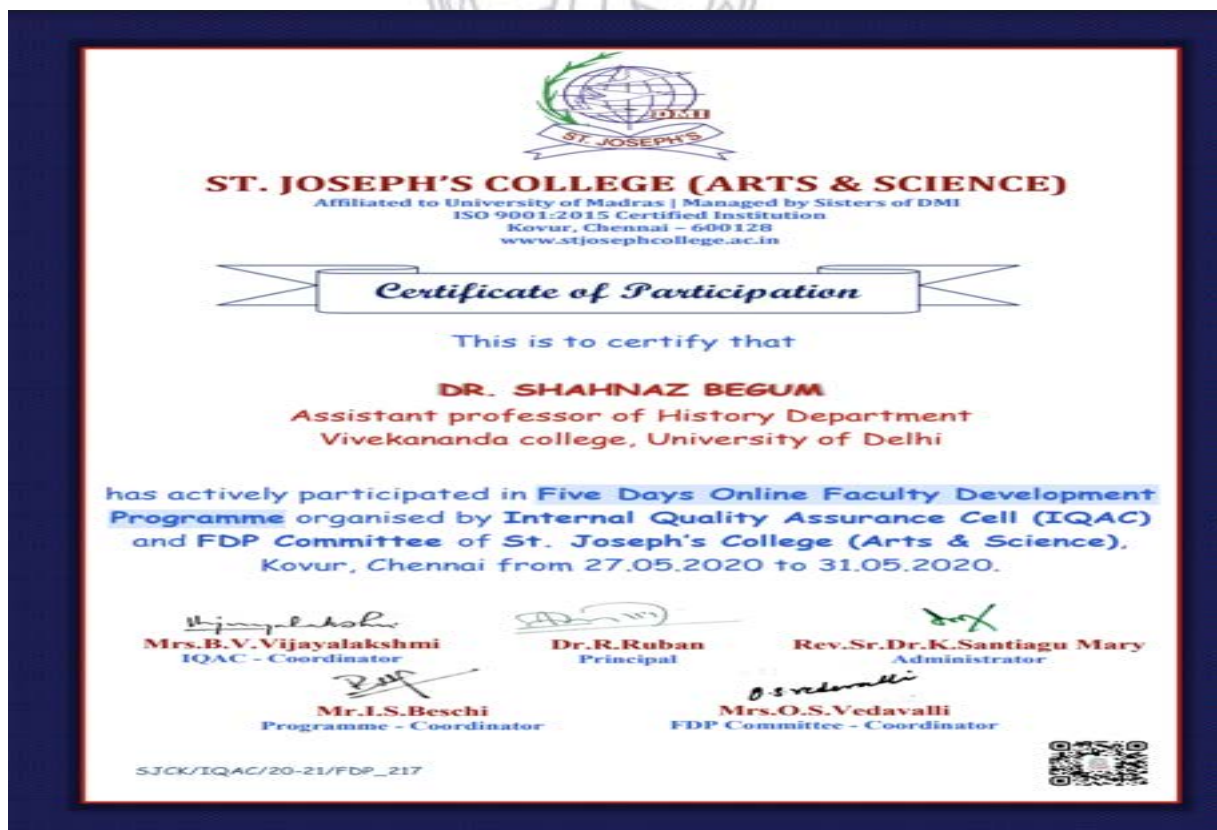 DMI
ST. JOSEPH'S
ST. JOSEPH'S COLLEGE (ARTS & SCIENCE)
Affiliated to University of Madras | Managed by Sisters of DMI
ISO 9001:2015 Certified Institution
Kovur, Chennai – 600128
www.stjosephcollege.ac.in
Certificate of Participation
This is to certify that
DR. SHAHNAZ BEGUM
Assistant professor of History Department
Vivekananda college, University of Delhi
has actively participated in Five Days Online Faculty Development
Programme organised by Internal Quality Assurance Cell (IQAC)
and FDP Committee of St. Joseph's College (Arts & Science),
Kovur, Chennai from 27.05.2020 to 31.05.2020.
Vijayalakshmi
Mrs.B.V.Vijayalakshmi Dr.R.Ruban Rev.Sr.Dr.K.Santiagu Mary
IQAC - Coordinator Principal Administrator
O.S Vedavalli
Mr.I.S.Beschi Mrs.O.S.Vedavalli
Programme - Coordinator FDP Committee - Coordinator
SJCK/IQAC/20-21/FDP_217